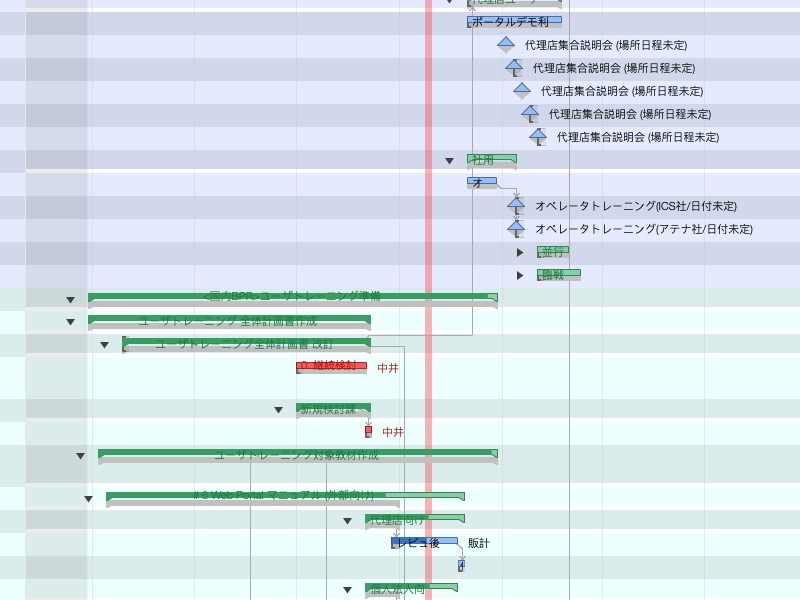 代理店ユー
ポータルデモ利
代理店集合説明会 (場所日程未定)
代理店集合説明会 (場所日程未定)
代理店集合説明会 (場所日程未定)
代理店集合説明会 (場所日程未定)
代理店集合説明会 (場所日程未定)
社用
オ
オペレータトレーニング(ICS社/日付未定)
オペレータトレーニング(アテナ社/日付未定)
並行
臨戦
<国内BPR>ユーザトレーニング準備
ユーザトレーニング 全体計画書作成
ユーザトレーニング全体計画書 改訂
0. 継続検討 中井
新規検討課
中井
ユーザトレーニング対象教材作成
# 6 Web Portal マニュアル (外部向け)
代理店向け
レビュ後 販計
個人法人向